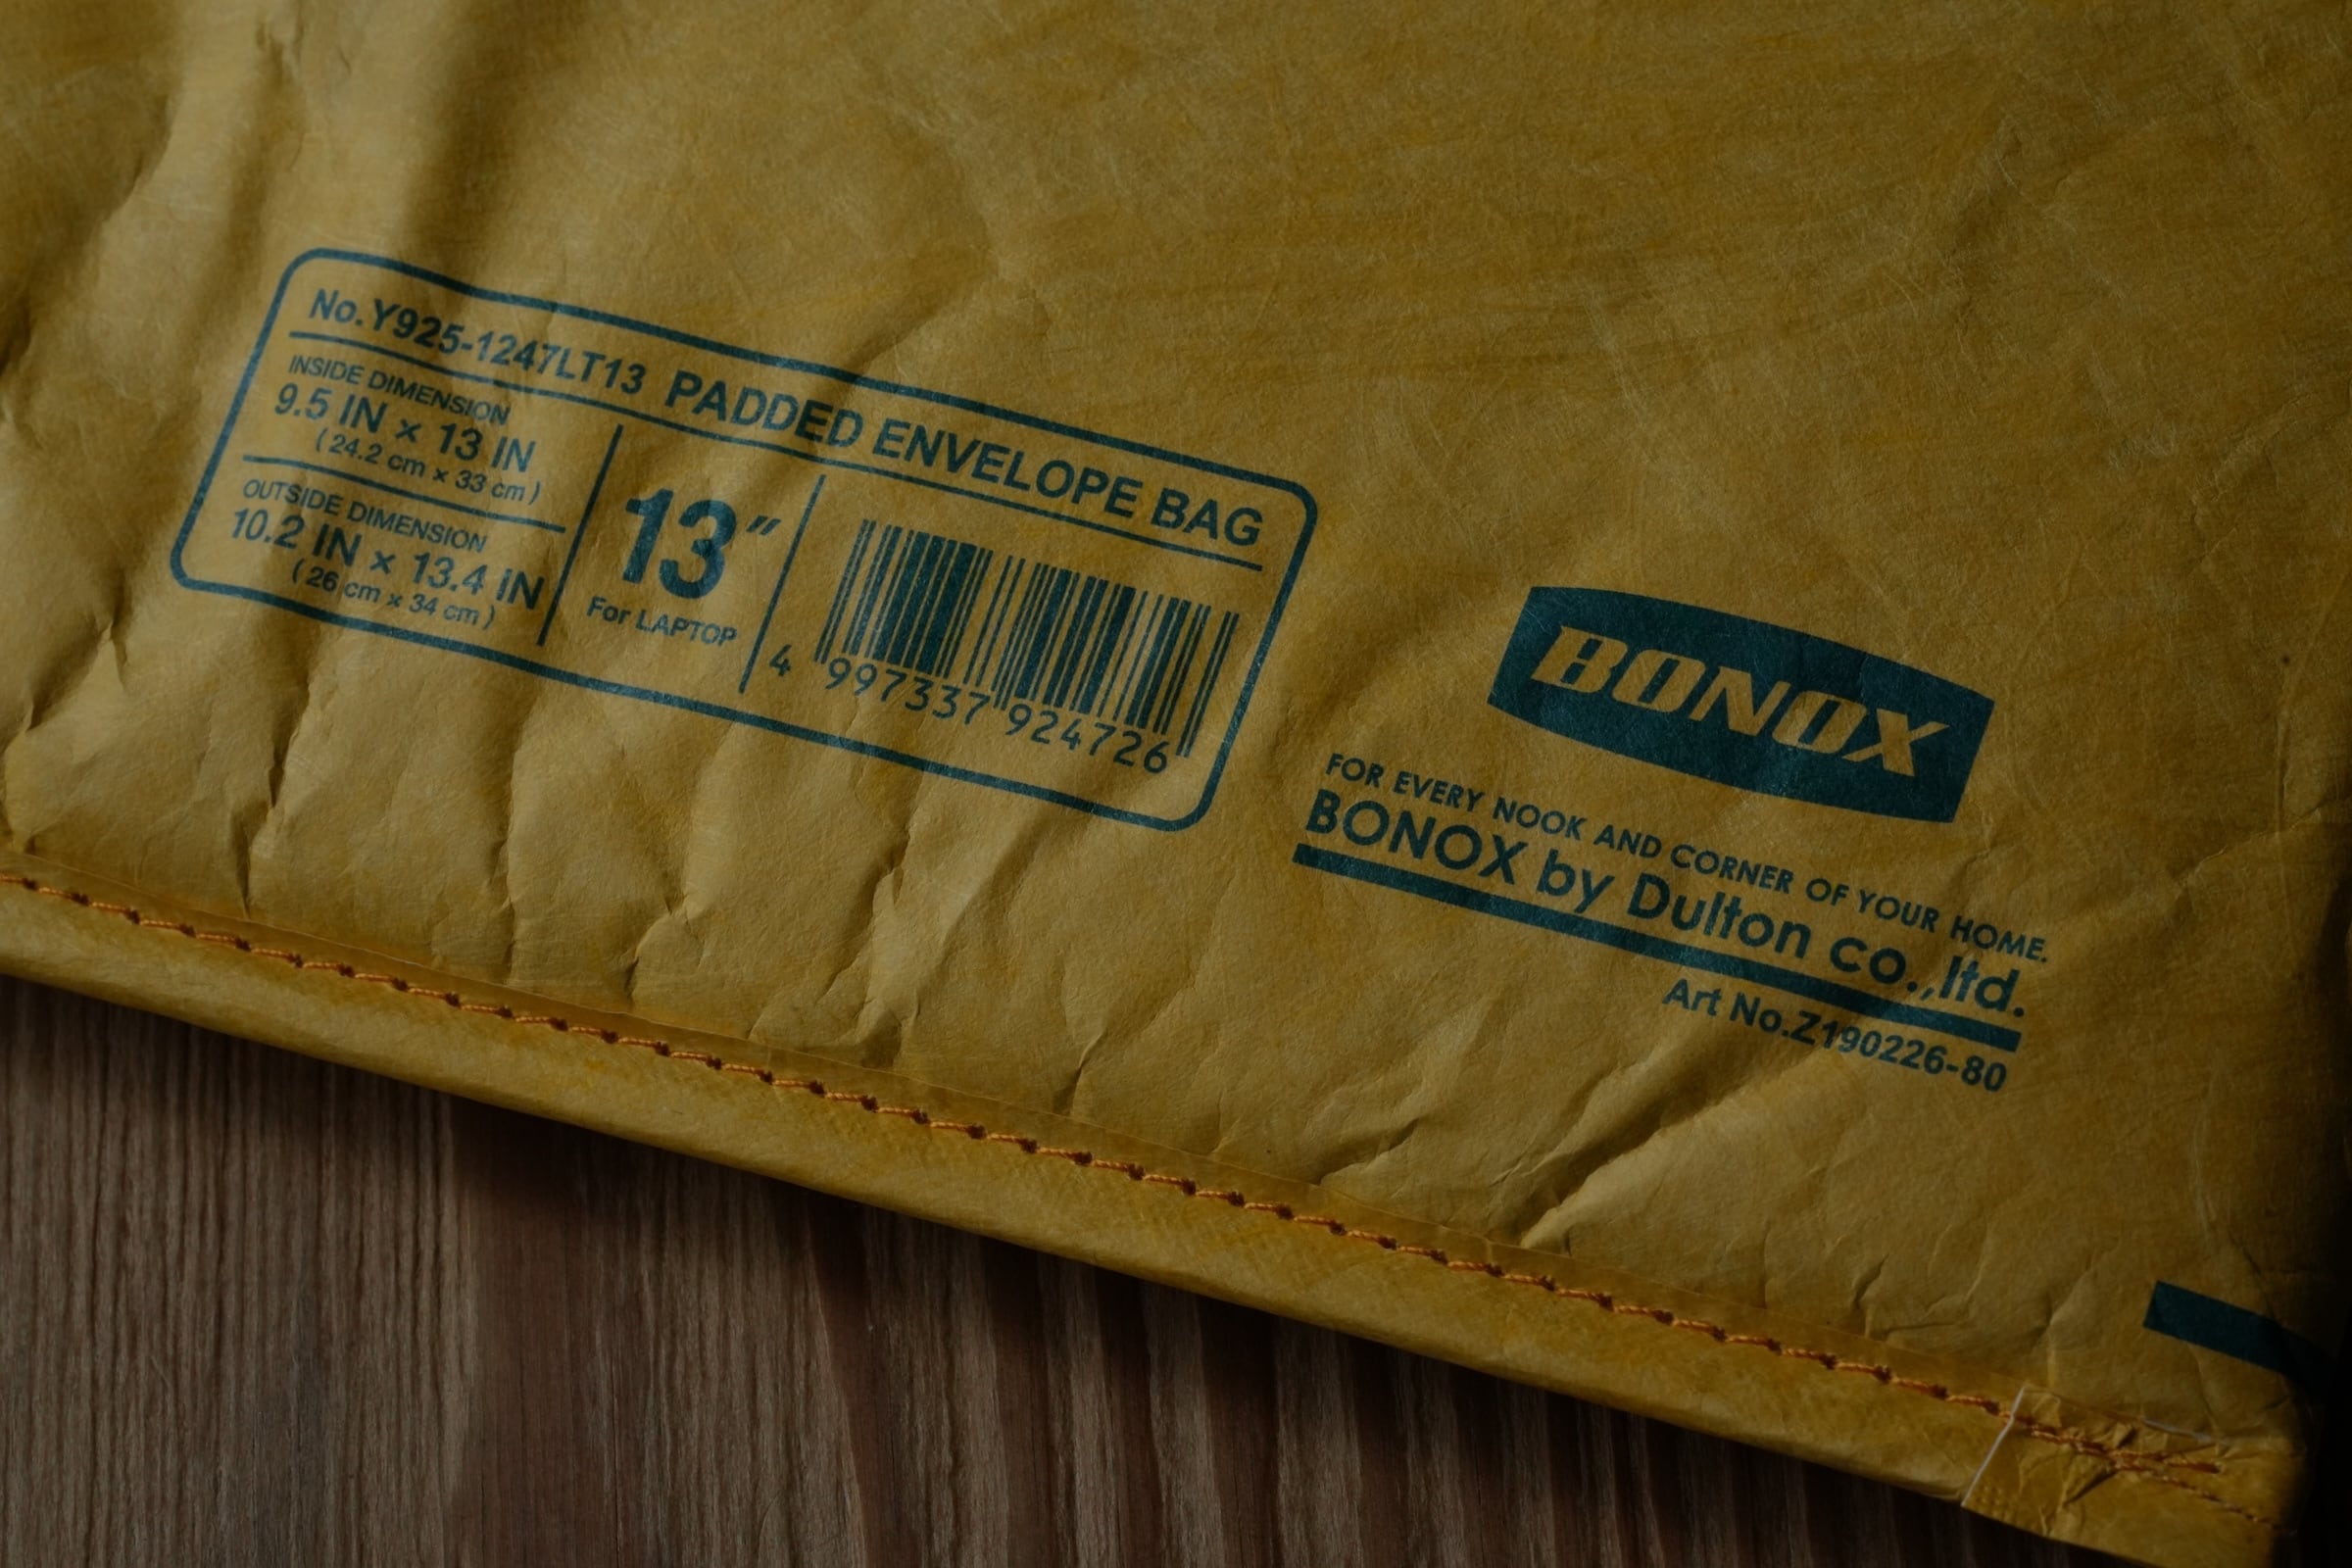 No.Y925-1247LT13 PADDED ENVELOPE BAG
INSIDE DIMENSION
9.5 IN × 13 IN
( 24.2 cm × 33 cm )
OUTSIDE DIMENSION
10.2 IN × 13.4 IN
( 26 cm × 34 cm )
13″
For LAPTOP
4 997337 924726
BONOX
FOR EVERY NOOK AND CORNER OF YOUR HOME.
BONOX by Dulton co.,ltd.
Art No.Z190226-80